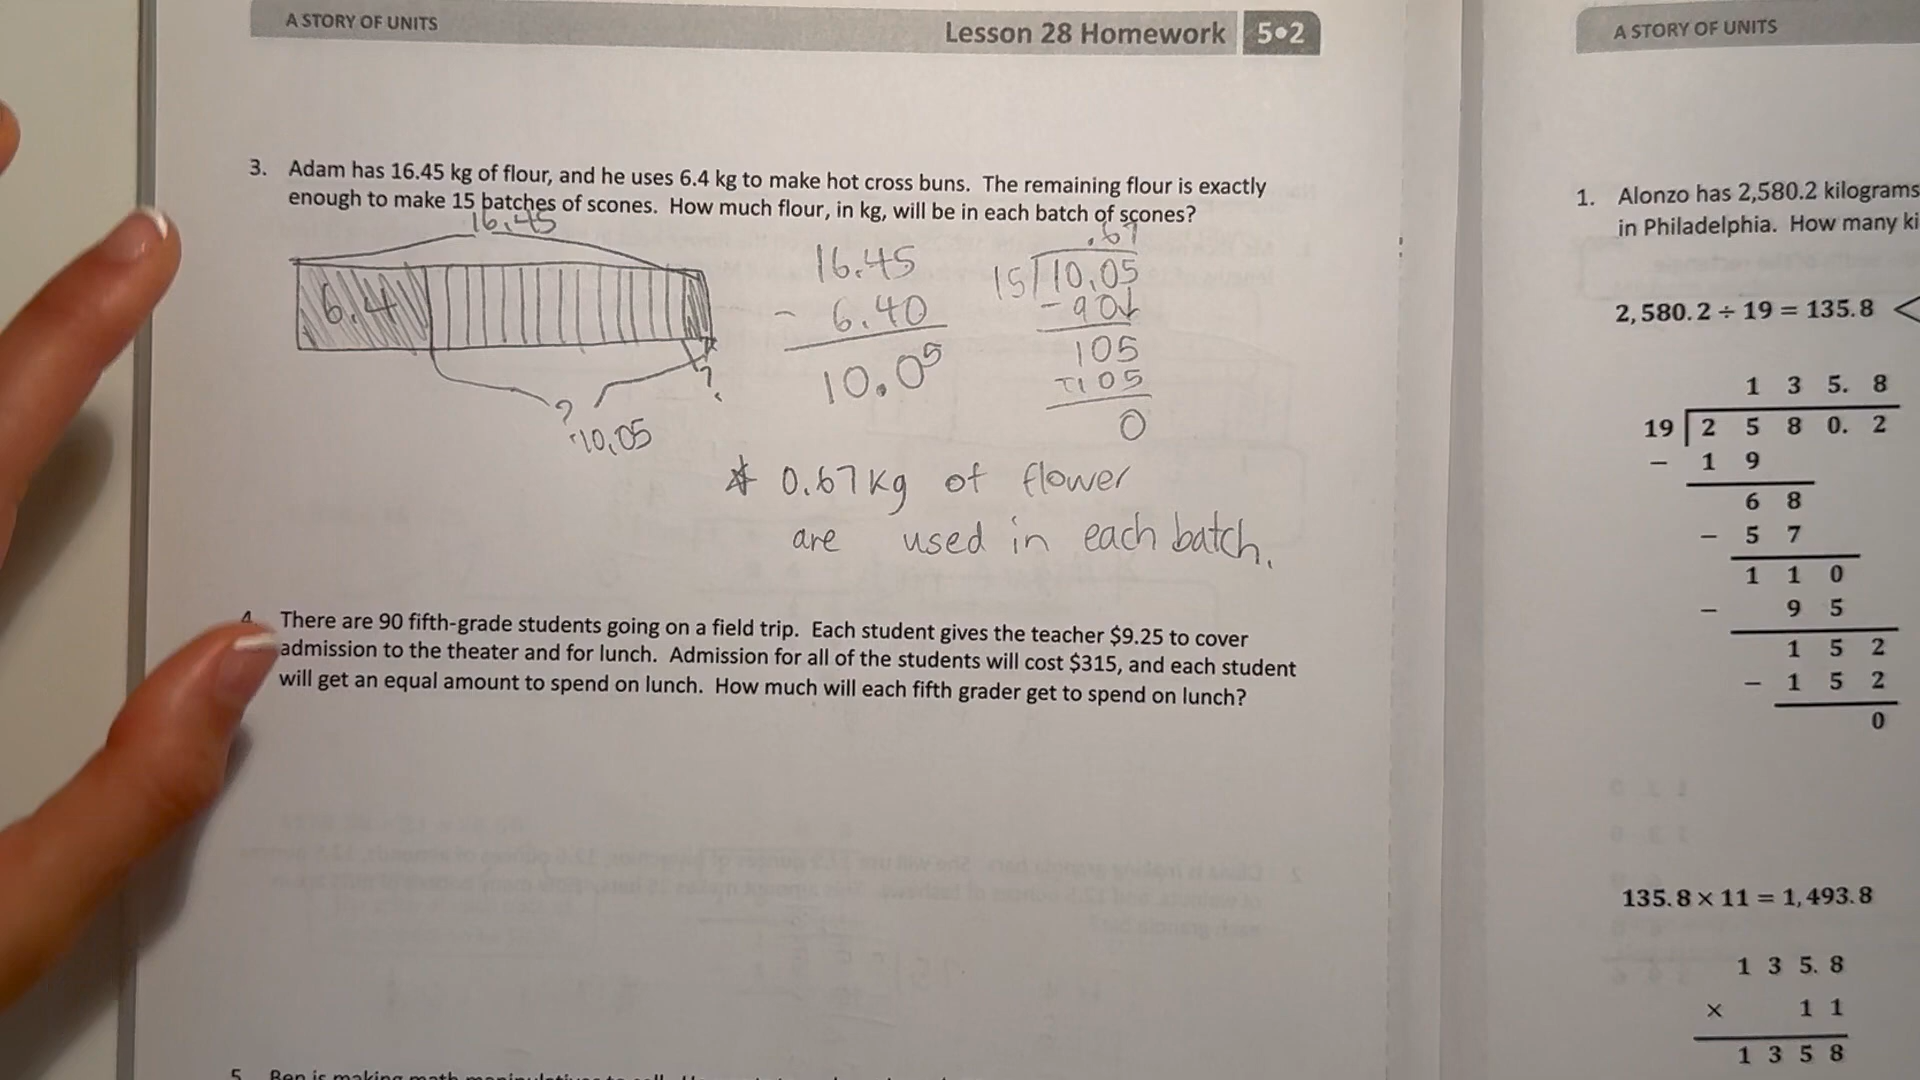 A STORY OF UNITS
Lesson 28 Homework 5•2
3. Adam has 16.45 kg of flour, and he uses 6.4 kg to make hot cross buns. The remaining flour is exactly
enough to make 15 batches of scones. How much flour, in kg, will be in each batch of scones?
16.45
6.4
?
?
10.05
16.45
- 6.40
10.05
.67
15 10.05
- 90
105
- 105
0
0.67 kg of flower
are used in each batch.
4. There are 90 fifth-grade students going on a field trip. Each student gives the teacher $9.25 to cover
admission to the theater and for lunch. Admission for all of the students will cost $315, and each student
will get an equal amount to spend on lunch. How much will each fifth grader get to spend on lunch?
5. Ben is making math
A STORY OF UNITS
1. Alonzo has 2,580.2 kilograms
in Philadelphia. How many ki
2,580.2 ÷ 19 = 135.8
1 3 5. 8
19 2 5 8 0. 2
− 1 9
6 8
− 5 7
1 1 0
− 9 5
1 5 2
− 1 5 2
0
135.8 × 11 = 1,493.8
1 3 5. 8
× 1 1
1 3 5 8